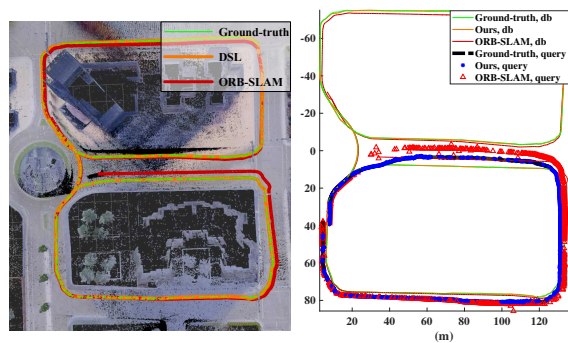 Ground-truth
DSL
ORB-SLAM
Ground-truth, db
Ours, db
ORB-SLAM, db
Ground-truth, query
Ours, query
ORB-SLAM, query
-60
-40
-20
0
20
40
60
80
20 40 60 80 100 120
(m)